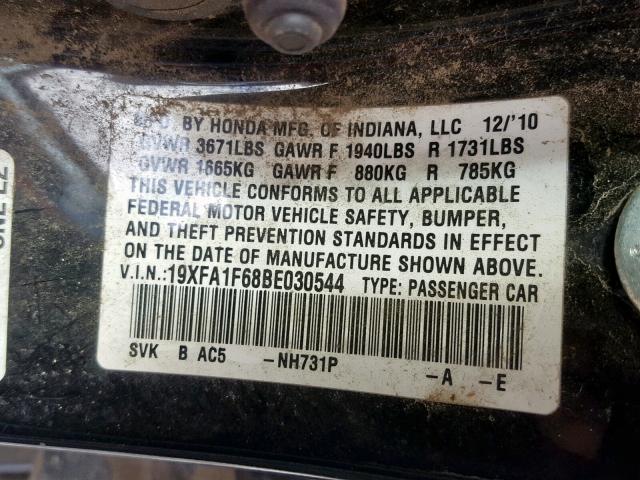 MFD. BY HONDA MFG. OF INDIANA, LLC 12/'10
GVWR 3671LBS GAWR F 1940LBS R 1731LBS
GVWR 1665KG GAWR F 880KG R 785KG
THIS VEHICLE CONFORMS TO ALL APPLICABLE
FEDERAL MOTOR VEHICLE SAFETY, BUMPER,
AND THEFT PREVENTION STANDARDS IN EFFECT
ON THE DATE OF MANUFACTURE SHOWN ABOVE.
V.I.N.: 19XFA1F68BE030544 TYPE: PASSENGER CAR
SVK B AC5 -NH731P -A -E